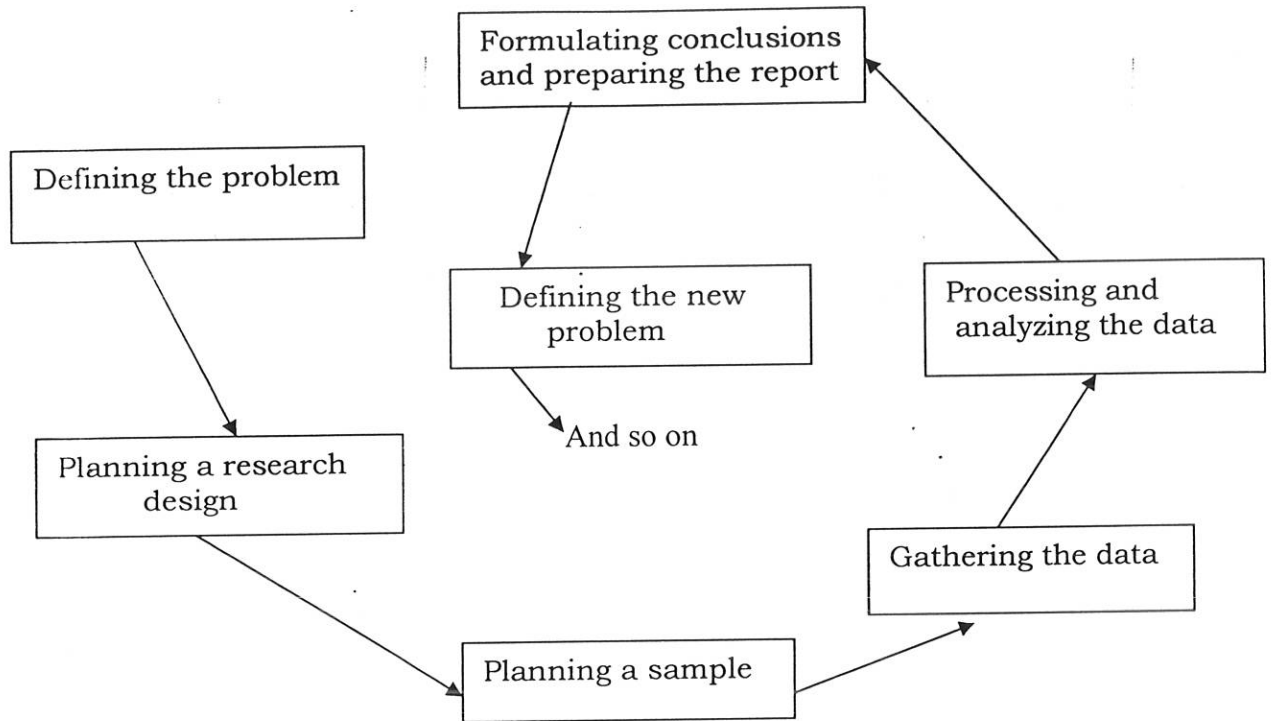 Formulating conclusions
and preparing the report
Defining the problem
Defining the new
problem
Processing and
analyzing the data
And so on
Planning a research
design
Gathering the data
Planning a sample